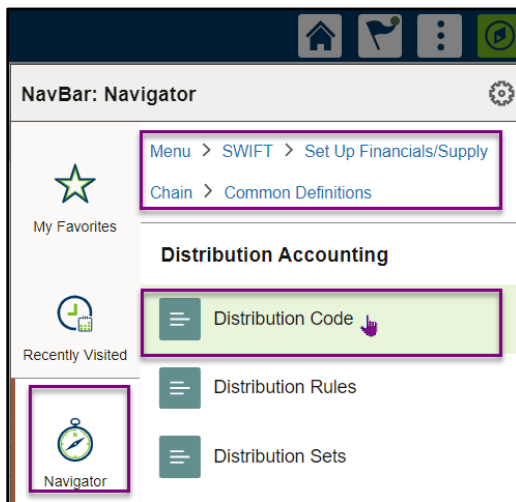 NavBar: Navigator
Menu > SWIFT > Set Up Financials/Supply
Chain > Common Definitions
My Favorites
Distribution Accounting
Distribution Code
Recently Visited
Distribution Rules
Navigator
Distribution Sets